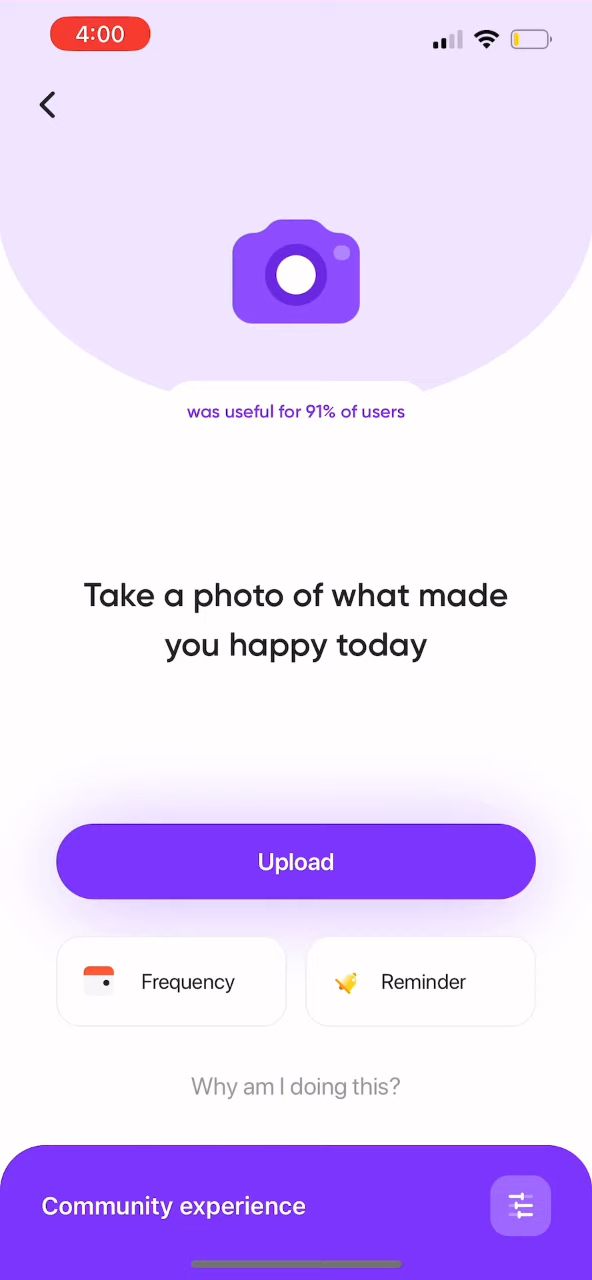 4:00
was useful for 91% of users
Take a photo of what made
you happy today
Upload
Frequency
Reminder
Why am I doing this?
Community experience